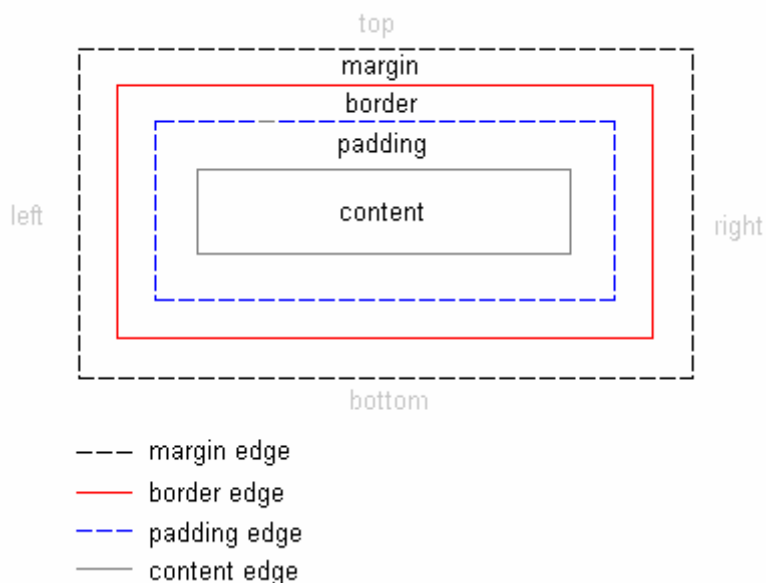 top
margin
border
padding
left
content
right
bottom
margin edge
border edge
padding edge
content edge